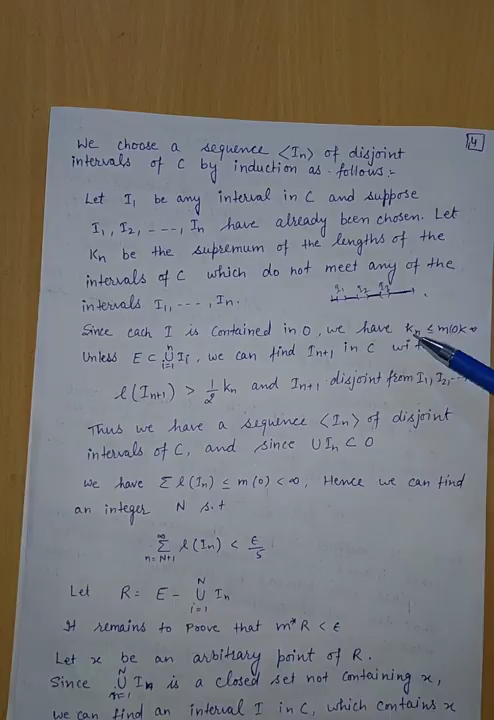 4
We choose a sequence <In> of disjoint
intervals of C by induction as follows:-
Let I1 be any interval in C and suppose
I1, I2, ----, In have already been chosen. Let
Kn be the supremum of the lengths of the
intervals of C which do not meet any of the
intervals I1, ----, In.
I1 I2 I3
Since each I is contained in O, we have Kn ≤ m(O)<∞
Unless E ⊂ ⋃_{i=1}^{n} Ii, we can find In+1 in C
l(In+1) > 1/2 kn and In+1 disjoint from I1, I2, --
Thus we have a sequence <In> of disjoint
intervals of C, and since UIn ⊂ O
We have Σ l(In) ≤ m(O) < ∞, Hence we can find
an integer N s.t
∑_{n=N+1}^{∞} l(In) < ε/5
Let R = E - ⋃_{i=1}^{N} In
It remains to Prove that m*R < ε
Let x be an arbitrary point of R.
Since ⋃_{n=1}^{N} In is a closed set not containing x,
we can find an interval I in C, which contains x